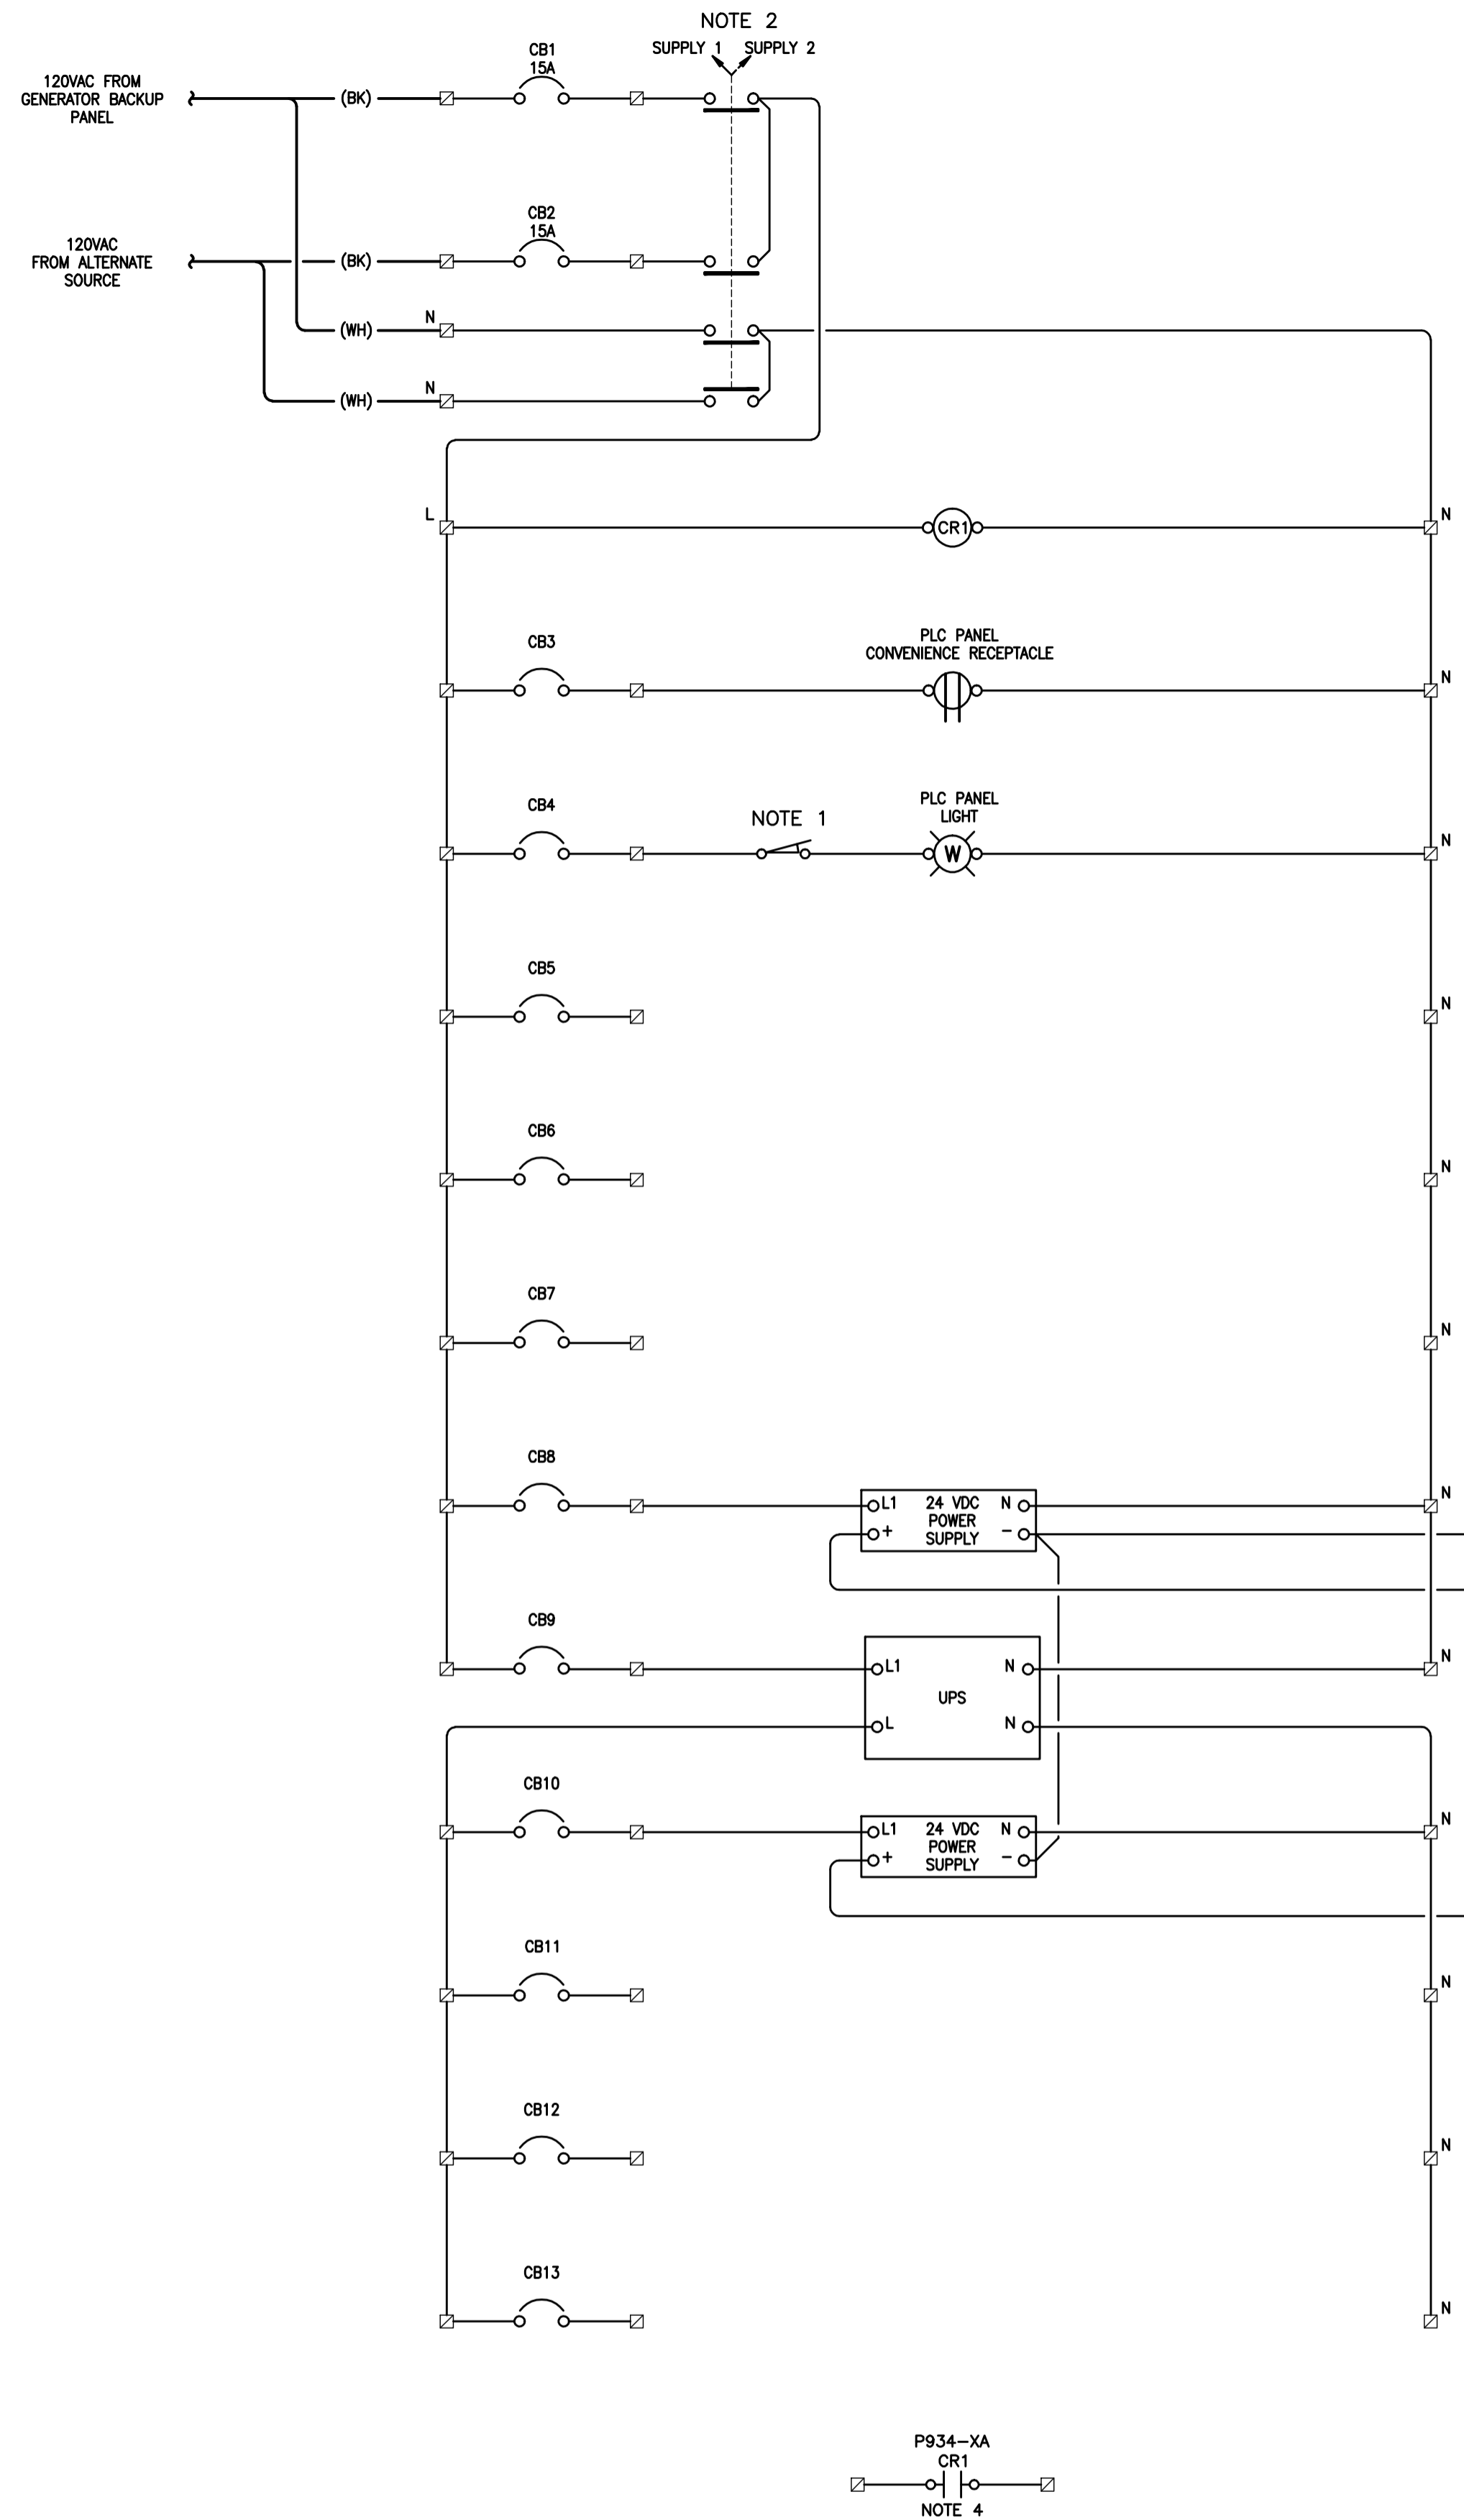 NOTE 2
SUPPLY 1 SUPPLY 2
CB1
15A
120VAC FROM
GENERATOR BACKUP
PANEL
(BK)
CB2
15A
120VAC
FROM ALTERNATE
SOURCE
(BK)
N
(WH)
N
(WH)
L
CR1
N
CB3
PLC PANEL
CONVENIENCE RECEPTACLE
N
CB4
NOTE 1
PLC PANEL
LIGHT
W
N
CB5
N
CB6
N
CB7
N
CB8
L1 24 VDC N
POWER
+ −
SUPPLY
N
CB9
L1 N
UPS
L N
N
CB10
L1 24 VDC N
POWER
+ −
SUPPLY
N
CB11
N
CB12
N
CB13
N
P934-XA
CR1
NOTE 4